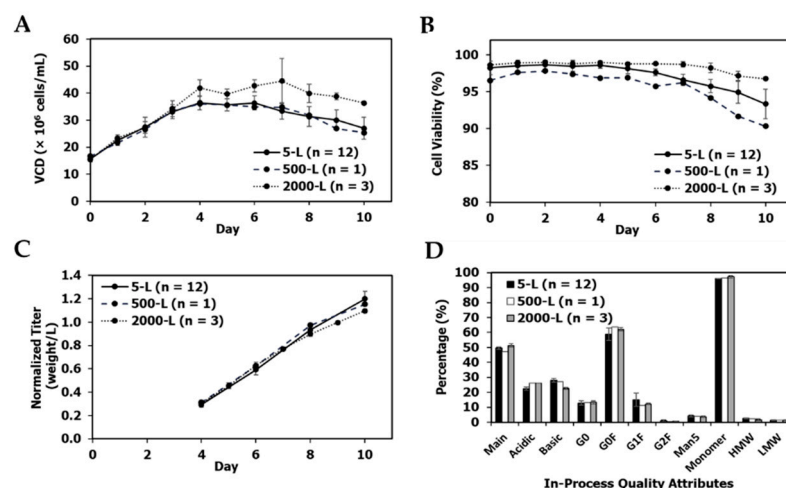 A
VCD (× 10⁶ cells/mL)
60
50
40
30
20
10
0
5-L (n = 12)
500-L (n = 1)
2000-L (n = 3)
0 2 4 6 8 10
Day
B
Cell Viability (%)
100
95
90
85
80
5-L (n = 12)
500-L (n = 1)
2000-L (n = 3)
0 2 4 6 8 10
Day
C
Normalized Titer
(weight/L)
1.4
1.2
1.0
0.8
0.6
0.4
0.2
0.0
5-L (n = 12)
500-L (n = 1)
2000-L (n = 3)
0 2 4 6 8 10
Day
D
Percentage (%)
100
90
80
70
60
50
40
30
20
10
0
5-L (n = 12)
500-L (n = 1)
2000-L (n = 3)
Main Acidic Basic G0 G0F G1F G2F Man5 Monomer HMW LMW
In-Process Quality Attributes